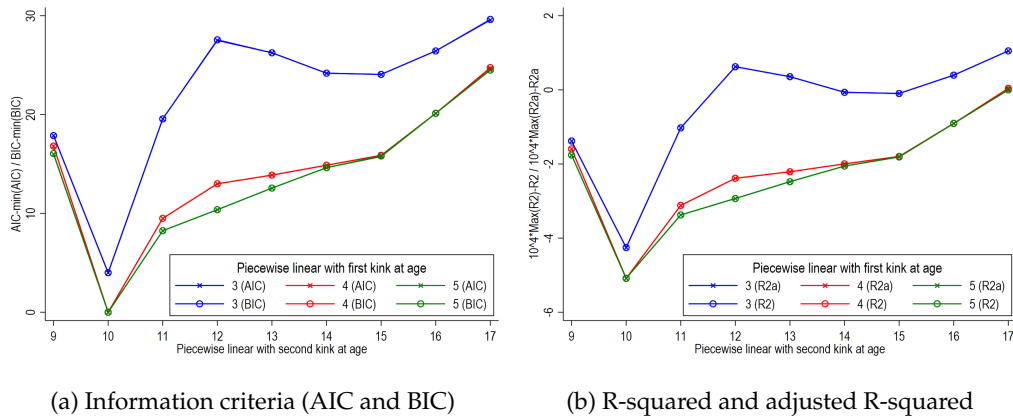 AIC-min(AIC) / BIC-min(BIC)
30
20
10
0
Piecewise linear with first kink at age
3 (AIC) 4 (AIC) 5 (AIC)
3 (BIC) 4 (BIC) 5 (BIC)
9 10 11 12 13 14 15 16 17
Piecewise linear with second kink at age
(a) Information criteria (AIC and BIC)
10^4*Max(R2)-R2 / 10^4*Max(R2a)-R2a
2
0
-2
-4
-6
Piecewise linear with first kink at age
3 (R2a) 4 (R2a) 5 (R2a)
3 (R2) 4 (R2) 5 (R2)
9 10 11 12 13 14 15 16 17
Piecewise linear with second kink at age
(b) R-squared and adjusted R-squared